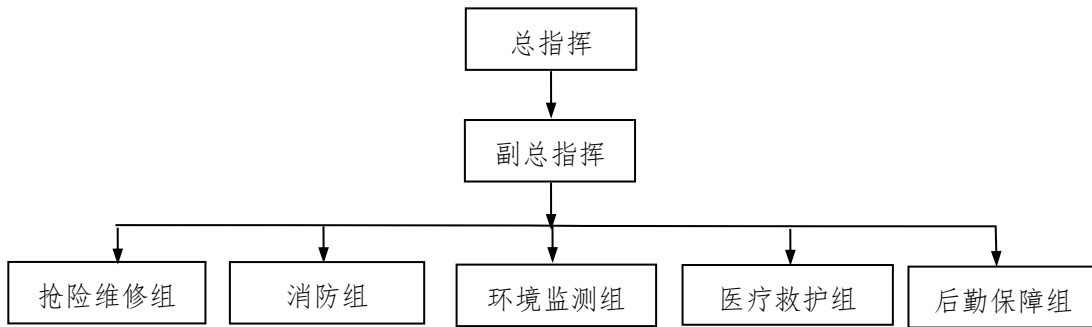 总指挥
副总指挥
抢险维修组
消防组
环境监测组
医疗救护组
后勤保障组